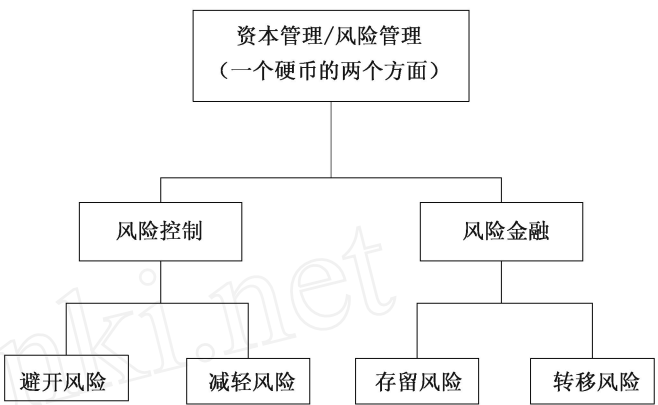 资本管理/风险管理
（一个硬币的两个方面）
风险控制
风险金融
避开风险
减轻风险
存留风险
转移风险
nki.net